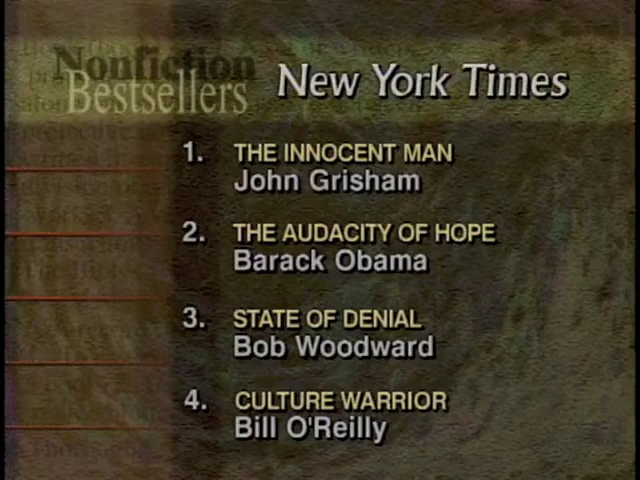 Nonfiction
Bestsellers
New York Times
1. THE INNOCENT MAN
John Grisham
2. THE AUDACITY OF HOPE
Barack Obama
3. STATE OF DENIAL
Bob Woodward
4. CULTURE WARRIOR
Bill O'Reilly